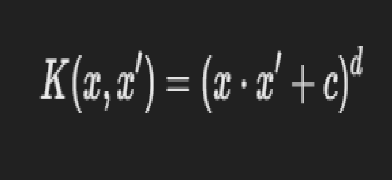 K(x, x′) = (x · x′ + c)^d